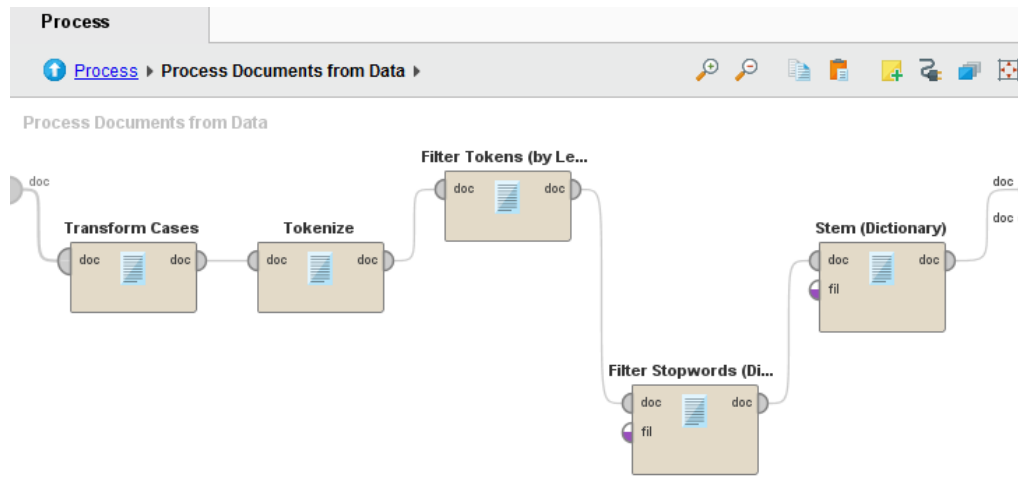 Process
Process Process Documents from Data
Process Documents from Data
Filter Tokens (by Le...
doc
doc doc
doc
Transform Cases
Tokenize
doc
Stem (Dictionary)
doc doc
doc doc
doc doc
fil
Filter Stopwords (Di...
doc doc
fil